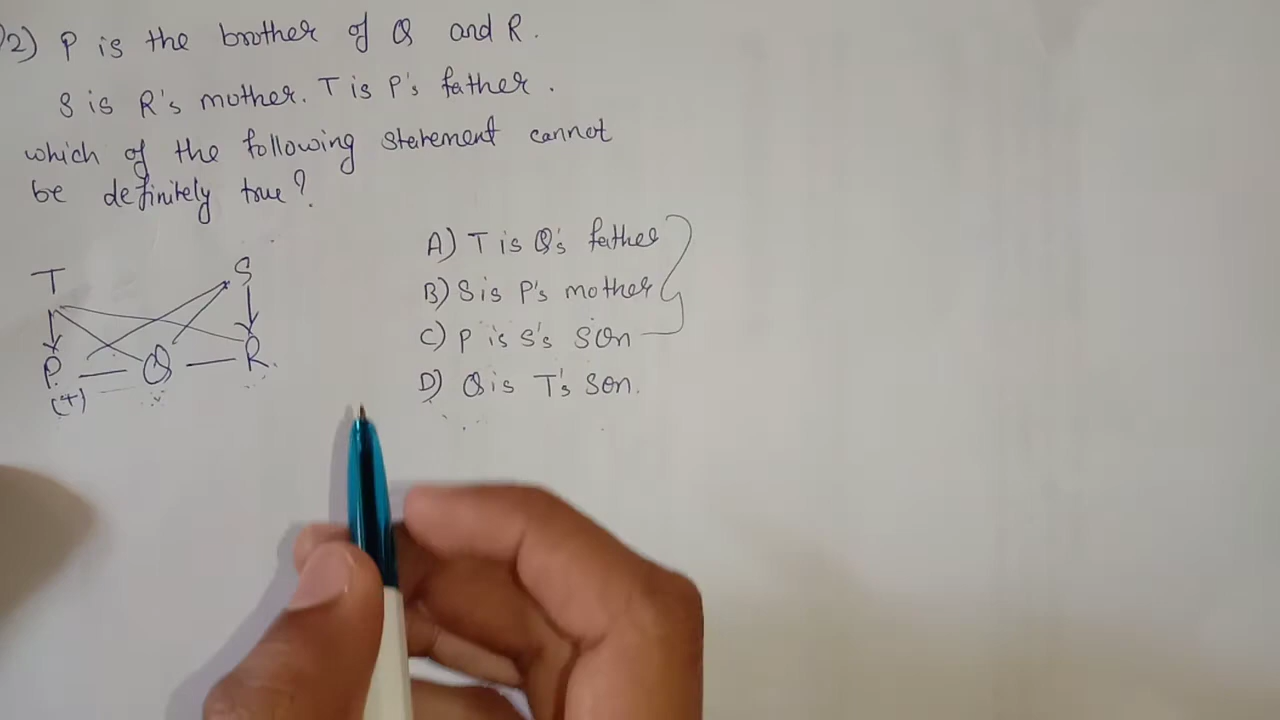 2) P is the brother of Q and R.
S is R's mother. T is P's father.
which of the following statement cannot
be definitely true?
A) T is Q's father
B) S is P's mother
C) P is S's son
D) Q is T's son.
T S
P Q R.
(+)